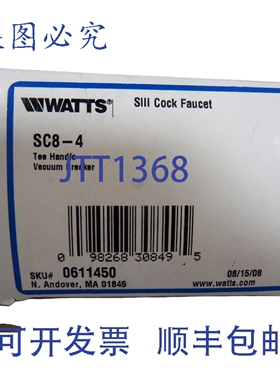 是图必究
WATTS®
Sill Cock Faucet
SC8-4
Tee Handle
Vacuum Breaker
JTT1368
0 98268 30849 5
SKU# 0611450
N. Andover, MA 01845
08/15/08
www.watts.com
可开发票 顺丰包邮